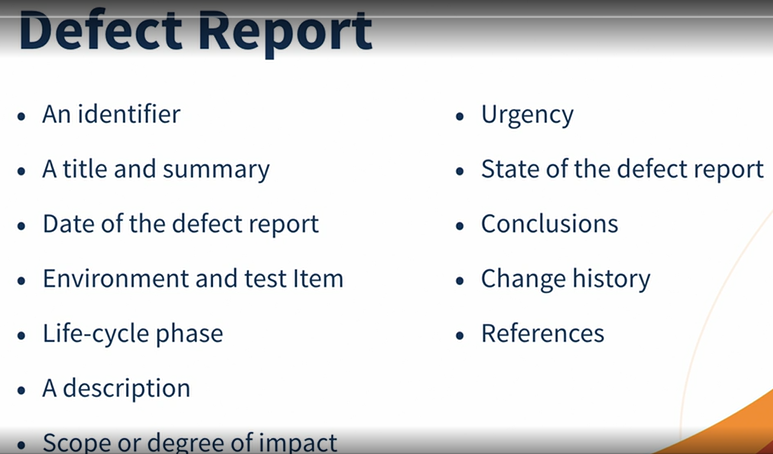 Defect Report
• An identifier
• A title and summary
• Date of the defect report
• Environment and test Item
• Life-cycle phase
• A description
• Scope or degree of impact
• Urgency
• State of the defect report
• Conclusions
• Change history
• References